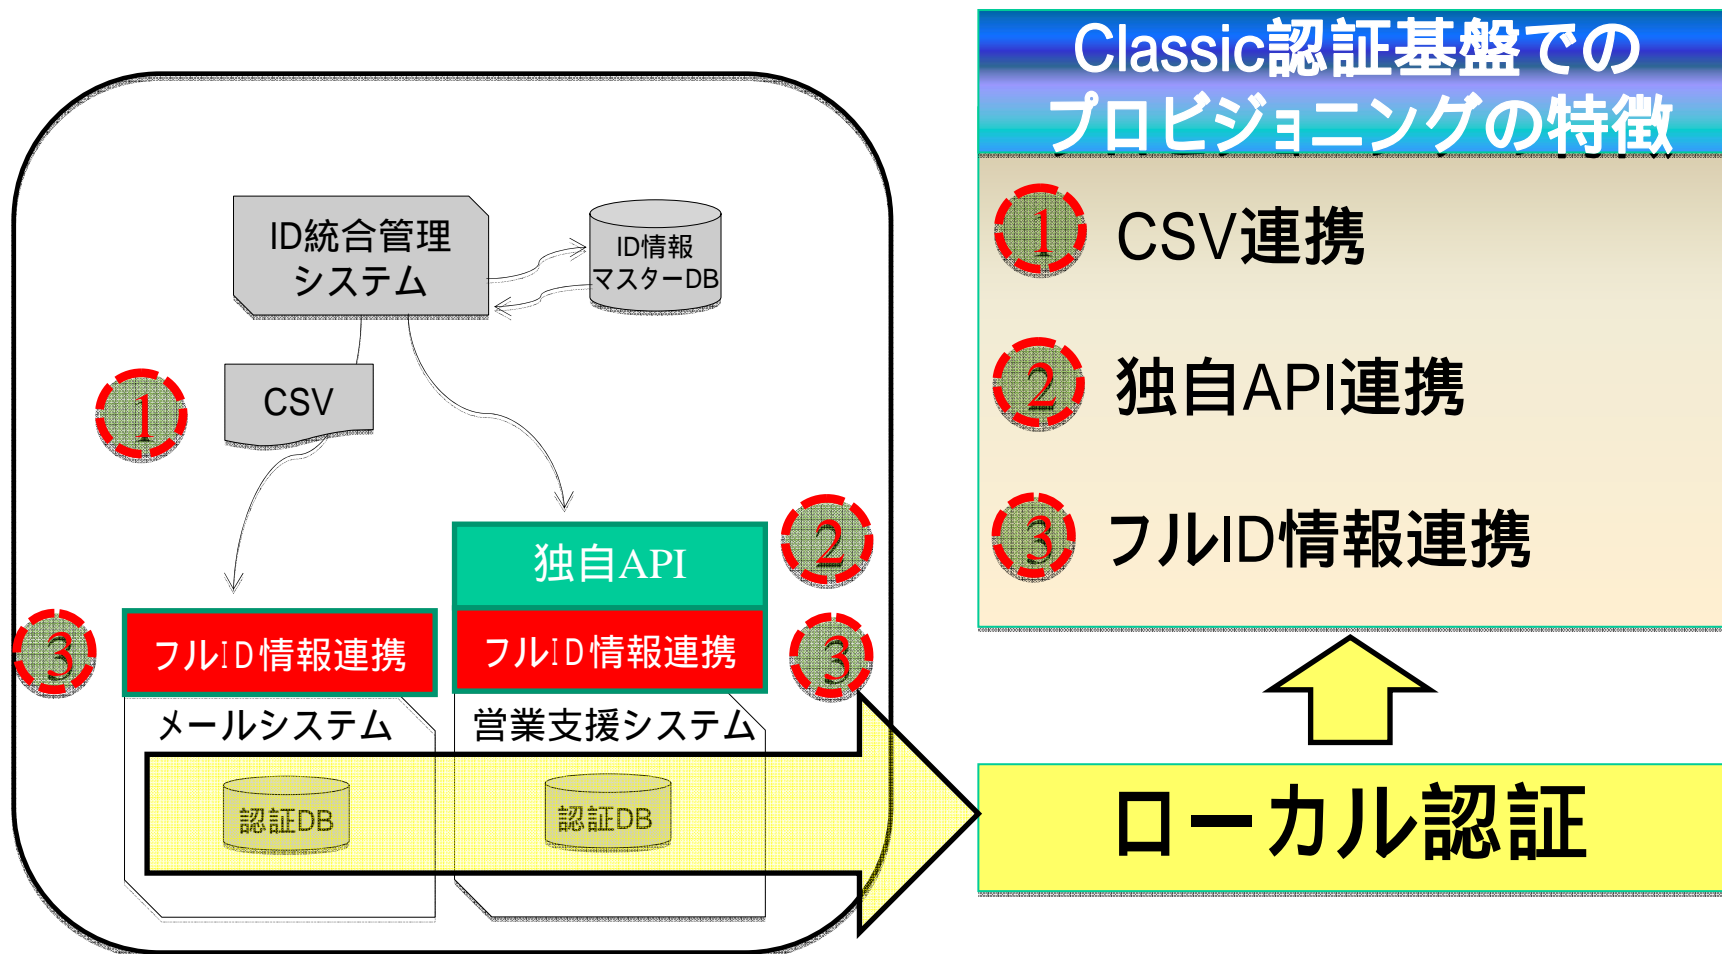 Classic認証基盤での
プロビジョニングの特徴
1 CSV連携
2 独自API連携
3 フルID情報連携
ID統合管理
システム
ID情報
マスターDB
1
CSV
独自API
2
3
フルID情報連携
フルID情報連携
3
メールシステム
営業支援システム
認証DB
認証DB
ローカル認証